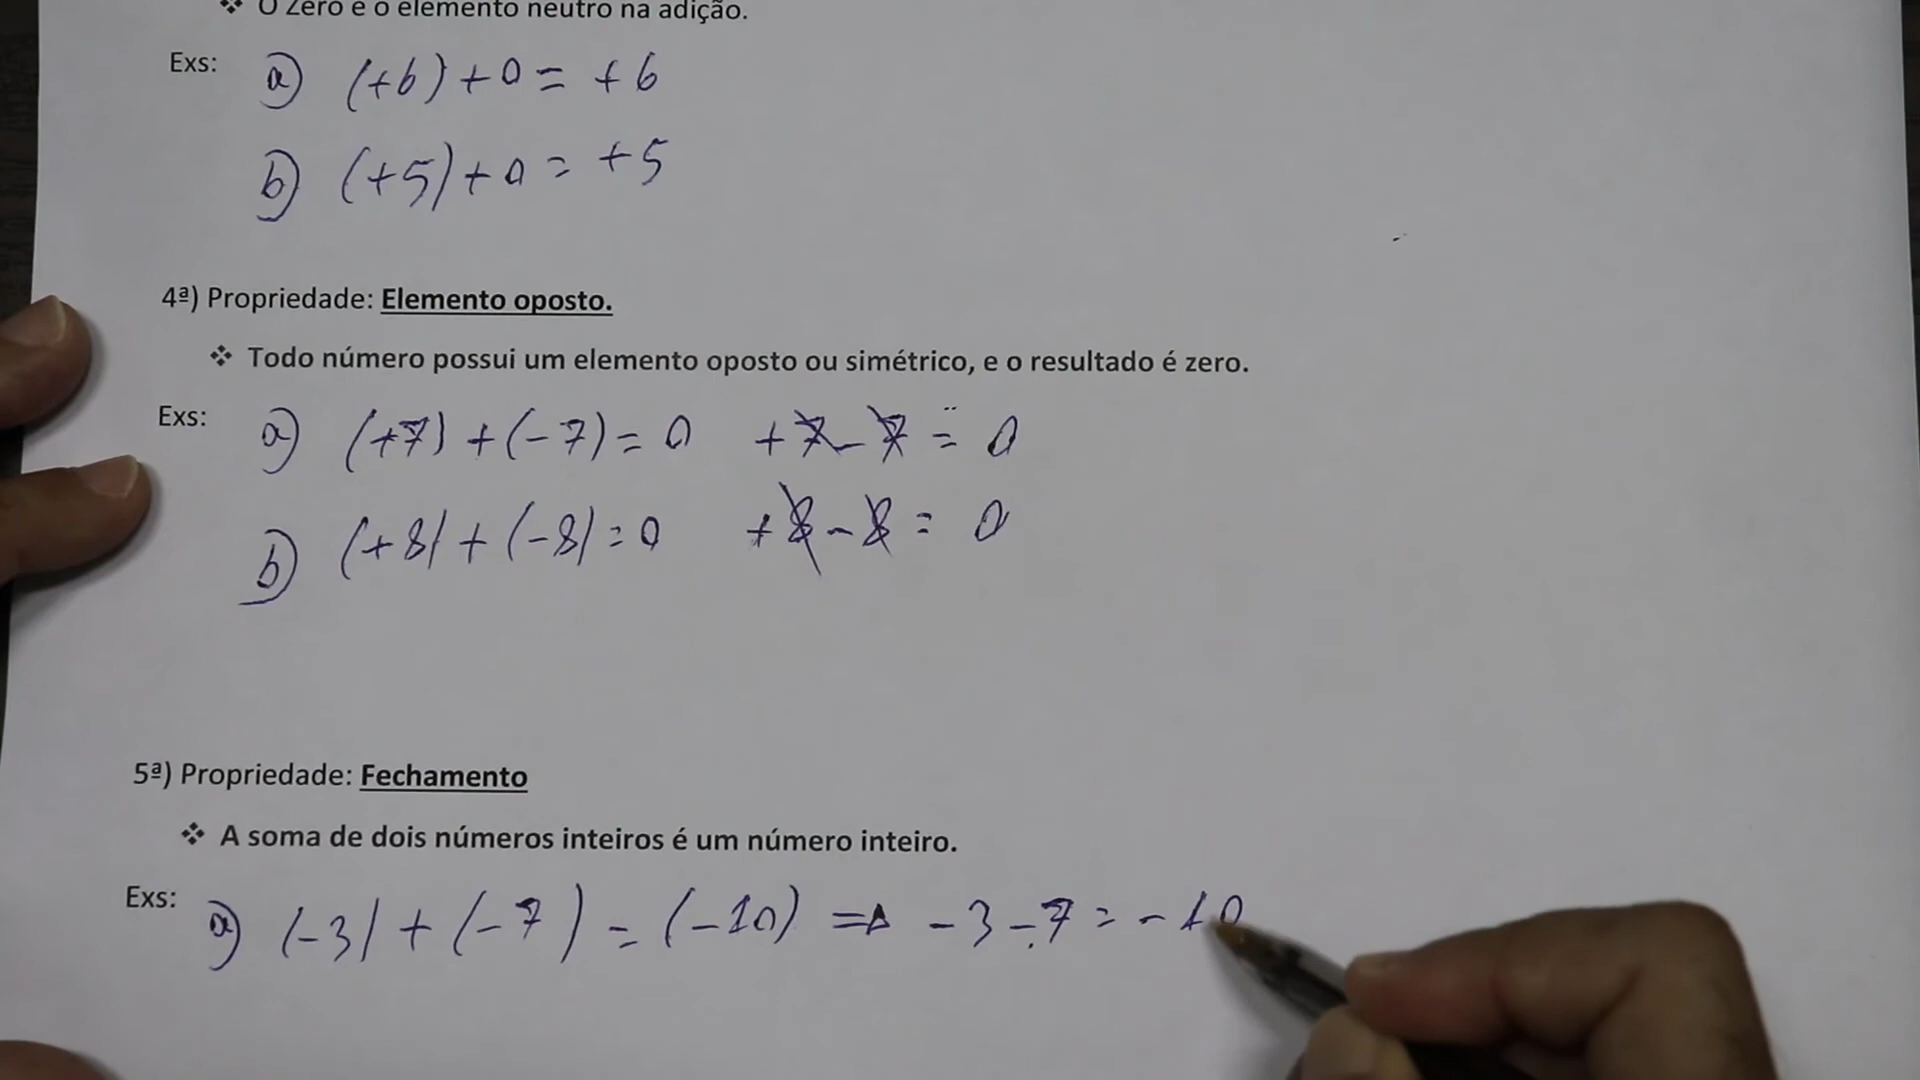 ❖ O Zero é o elemento neutro na adição.
Exs: a) (+6) + 0 = +6
b) (+5) + 0 = +5
4ª) Propriedade: Elemento oposto.
❖ Todo número possui um elemento oposto ou simétrico, e o resultado é zero.
Exs: a) (+7) + (-7) = 0 +7 - 7 = 0
b) (+8) + (-8) = 0 +8 - 8 = 0
5ª) Propriedade: Fechamento
❖ A soma de dois números inteiros é um número inteiro.
Exs: a) (-3) + (-7) = (-10) ⇒ -3 - 7 = -10